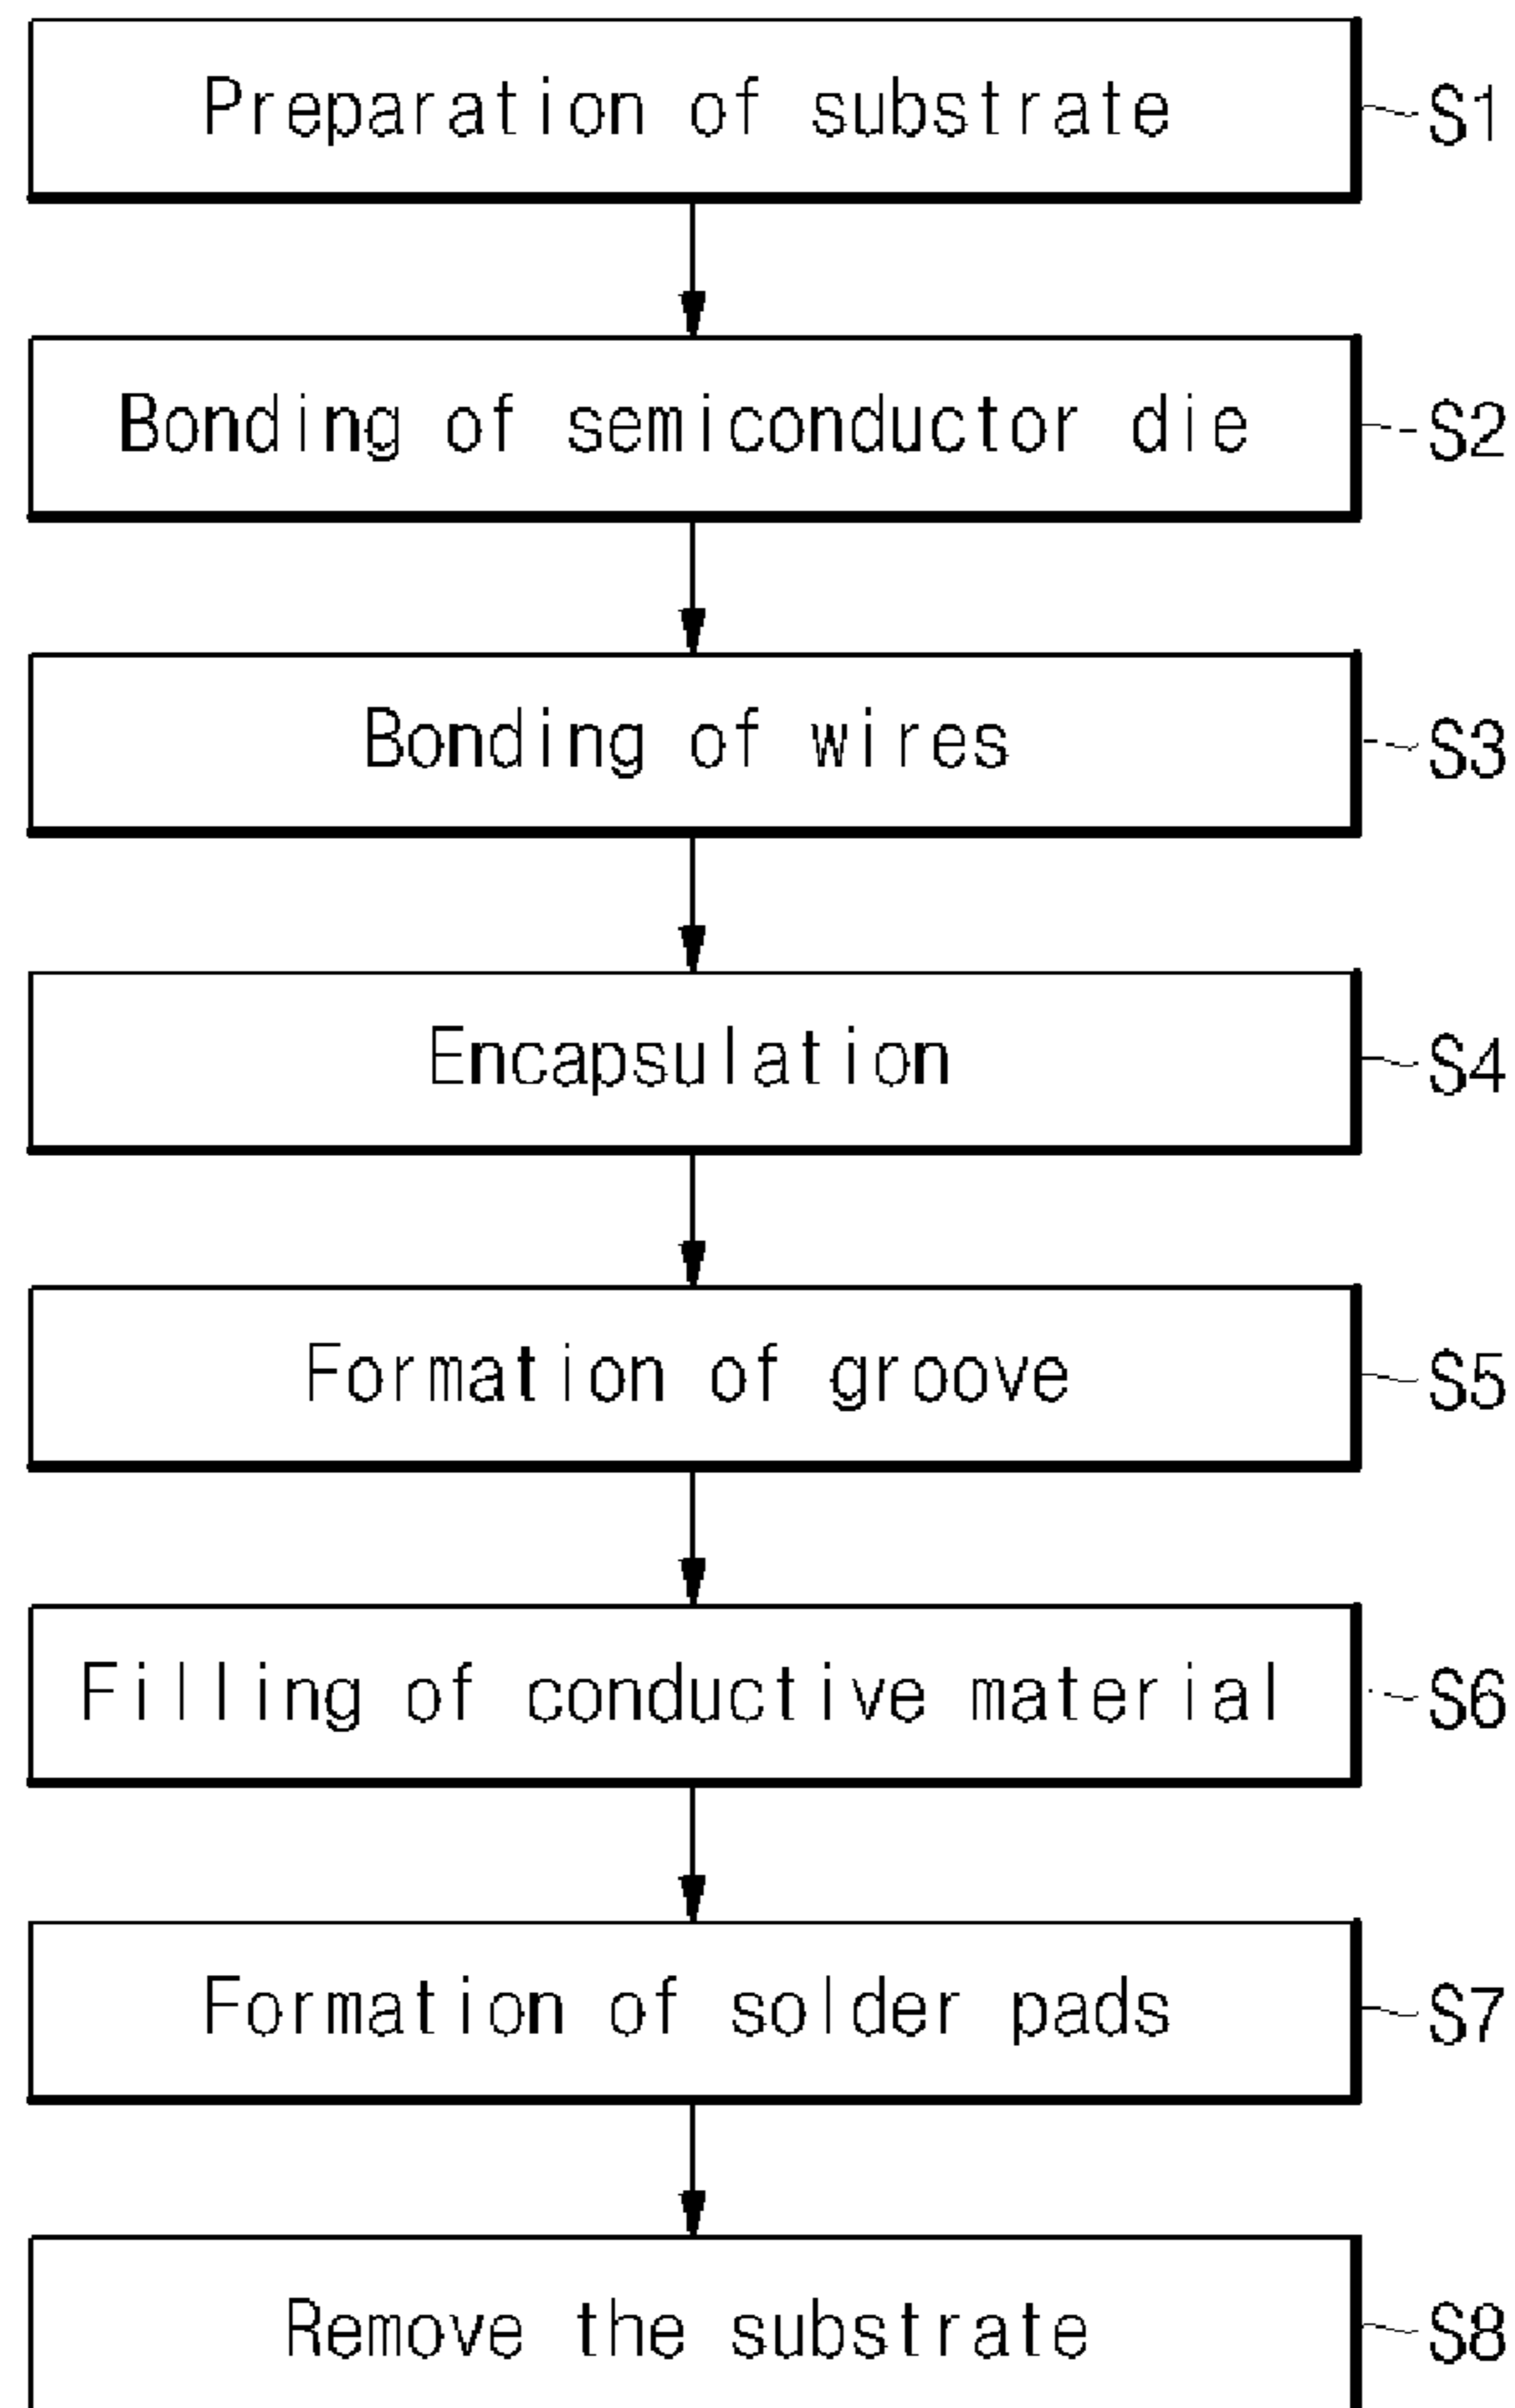 Preparation of substrate S1
Bonding of semiconductor die S2
Bonding of wires S3
Encapsulation S4
Formation of groove S5
Filling of conductive material S6
Formation of solder pads S7
Remove the substrate S8